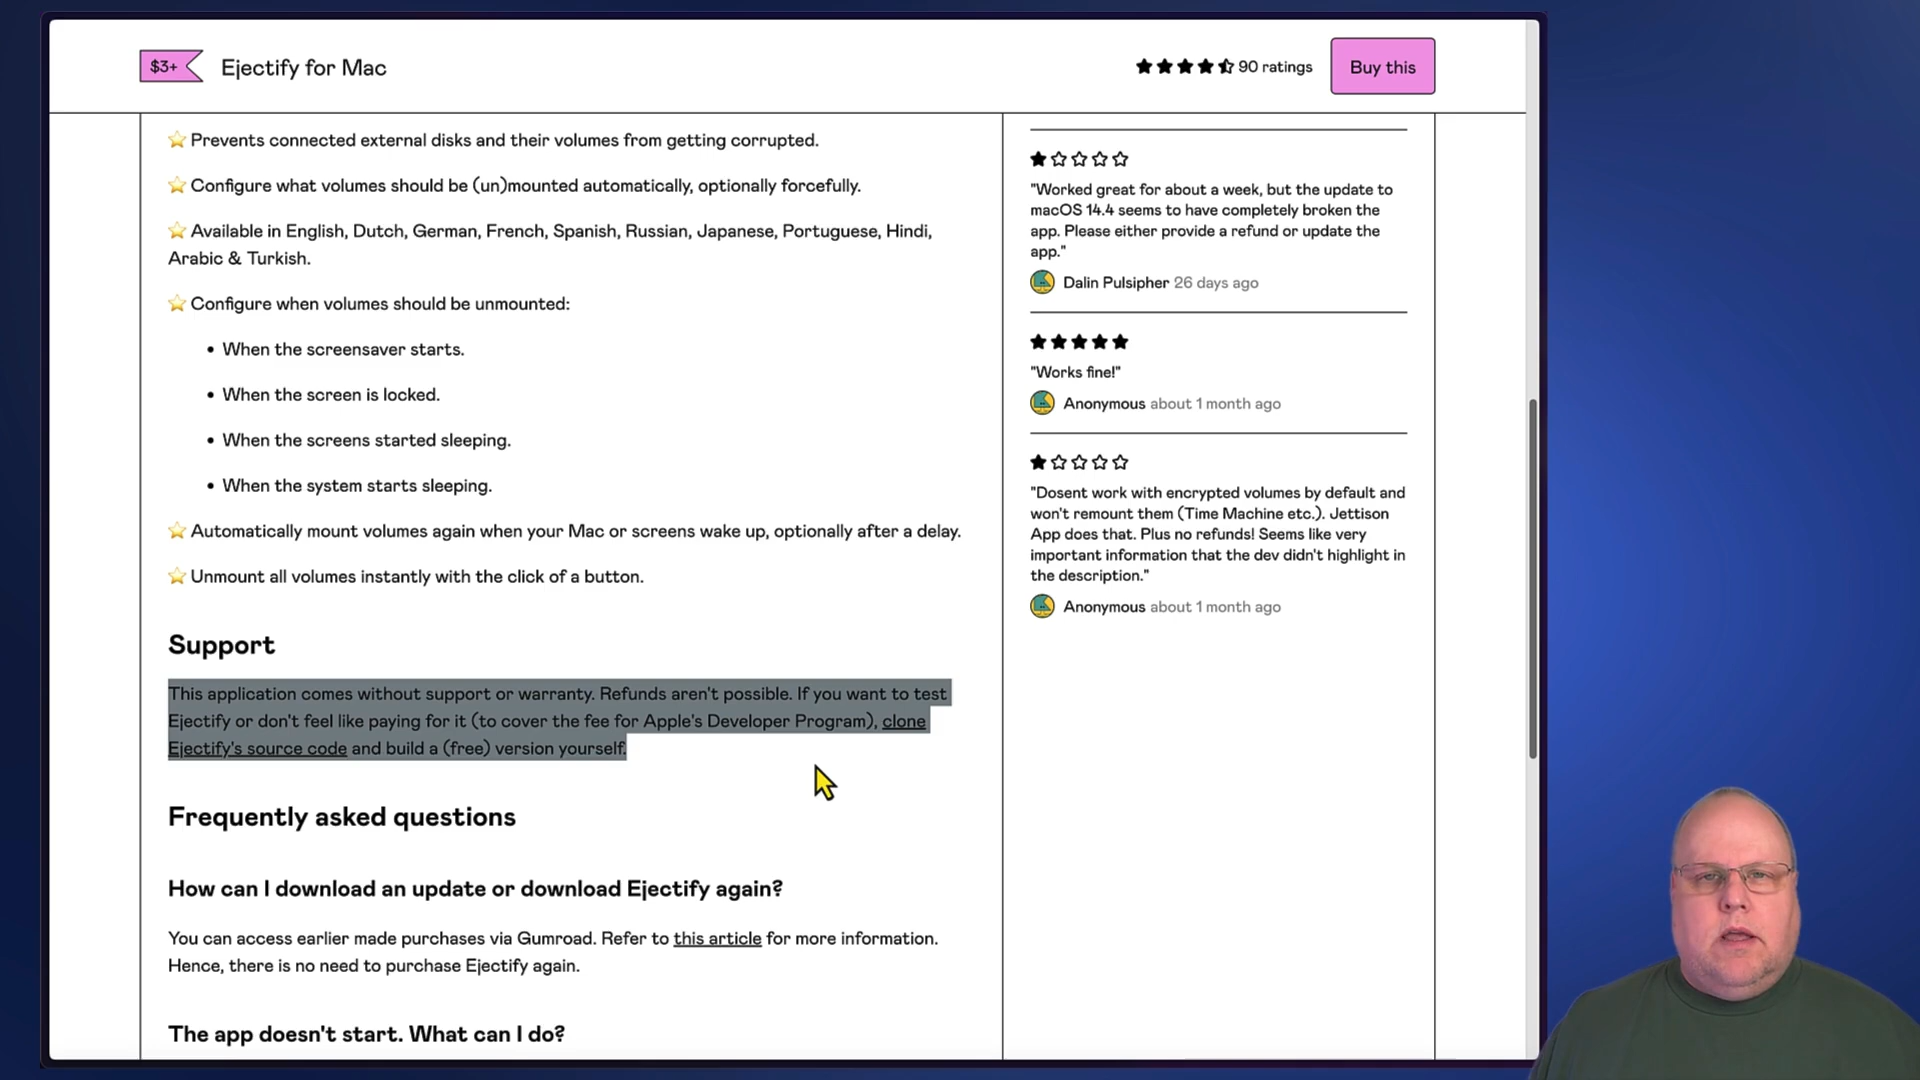 $3+
Ejectify for Mac
90 ratings
Buy this
Prevents connected external disks and their volumes from getting corrupted.
Configure what volumes should be (un)mounted automatically, optionally forcefully.
Available in English, Dutch, German, French, Spanish, Russian, Japanese, Portuguese, Hindi,
Arabic & Turkish.
Configure when volumes should be unmounted:
• When the screensaver starts.
• When the screen is locked.
• When the screens started sleeping.
• When the system starts sleeping.
Automatically mount volumes again when your Mac or screens wake up, optionally after a delay.
Unmount all volumes instantly with the click of a button.
Support
This application comes without support or warranty. Refunds aren't possible. If you want to test
Ejectify or don't feel like paying for it (to cover the fee for Apple's Developer Program), clone
Ejectify's source code and build a (free) version yourself.
Frequently asked questions
How can I download an update or download Ejectify again?
You can access earlier made purchases via Gumroad. Refer to this article for more information.
Hence, there is no need to purchase Ejectify again.
The app doesn't start. What can I do?
"Worked great for about a week, but the update to
macOS 14.4 seems to have completely broken the
app. Please either provide a refund or update the
app."
Dalin Pulsipher 26 days ago
"Works fine!"
Anonymous about 1 month ago
"Dosent work with encrypted volumes by default and
won't remount them (Time Machine etc.). Jettison
App does that. Plus no refunds! Seems like very
important information that the dev didn't highlight in
the description."
Anonymous about 1 month ago